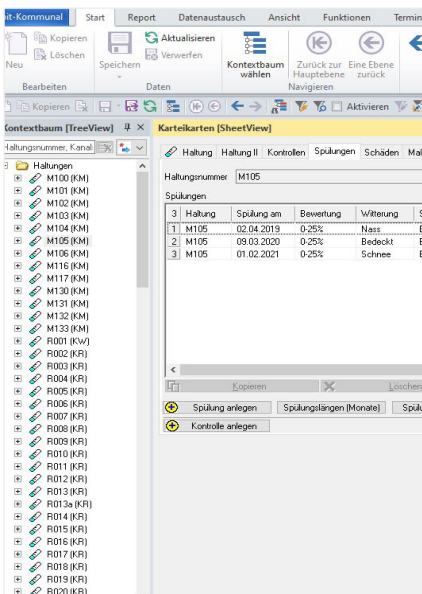 it-Kommunal Start Report Datenaustausch Ansicht Funktionen Termin
Neu
Kopieren
Löschen
Bearbeiten
Speichern
Aktualisieren
Verwerfen
Daten
Kontextbaum wählen
Zurück zur Hauptebene
Eine Ebene zurück
Navigieren
Kopieren Aktivieren
Kontextbaum [TreeView]
Haltungsnummer, Kanal
Haltungen
M100 (KM)
M101 (KM)
M102 (KM)
M103 (KM)
M104 (KM)
M105 (KM)
M106 (KM)
M116 (KM)
M117 (KM)
M130 (KM)
M131 (KM)
M132 (KM)
M133 (KM)
R001 (KW)
R002 (KR)
R003 (KR)
R004 (KR)
R005 (KR)
R006 (KR)
R007 (KR)
R008 (KR)
R009 (KR)
R010 (KR)
R011 (KR)
R012 (KR)
R013 (KR)
R013a (KR)
R014 (KR)
R015 (KR)
R016 (KR)
R017 (KR)
R018 (KR)
R019 (KR)
R020 (KR)
Karteikarten [SheetView]
Haltung Haltung II Kontrollen Spülungen Schäden Maß
Haltungsnummer M105
Spülungen
3 Haltung Spülung am Bewertung Witterung S
1 M105 02.04.2019 0-25% Nass E
2 M105 09.03.2020 0-25% Bedeckt E
3 M105 01.02.2021 0-25% Schnee E
Kopieren Löschen
Spülung anlegen Spülungslängen (Monate) Spülu
Kontrolle anlegen